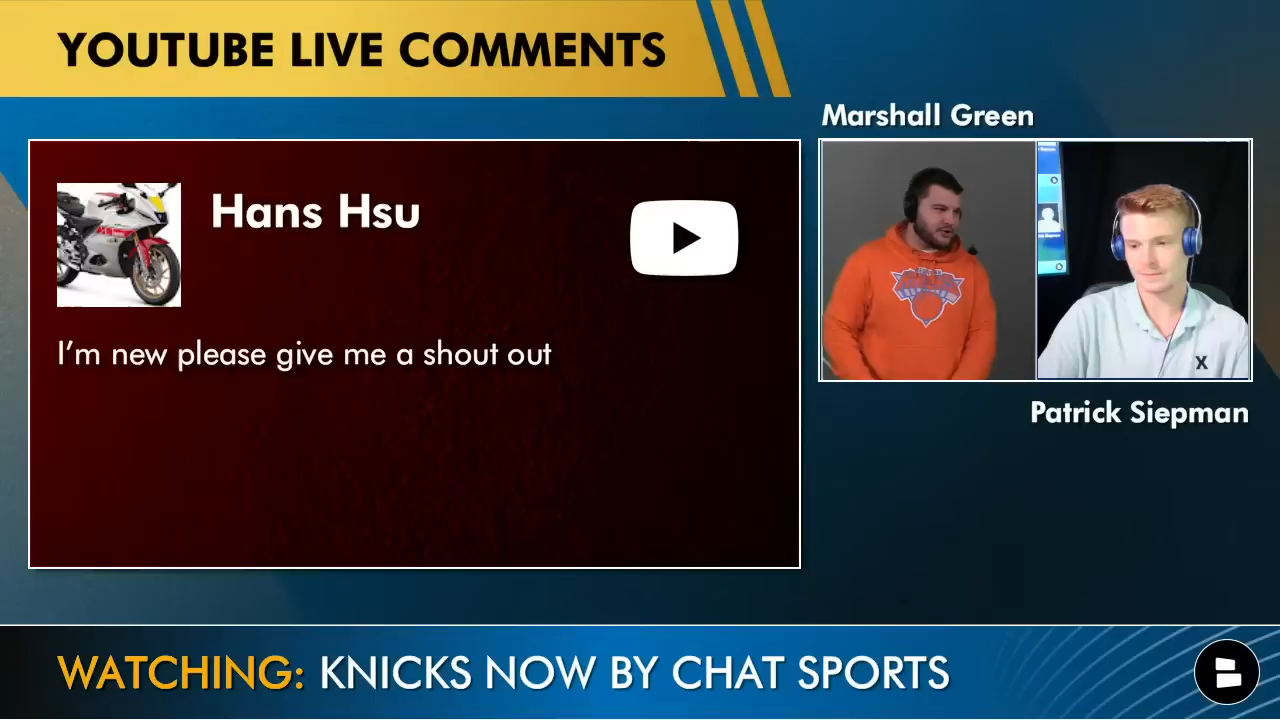 YOUTUBE LIVE COMMENTS
Marshall Green
Hans Hsu
I'm new please give me a shout out
X
Patrick Siepman
WATCHING: KNICKS NOW BY CHAT SPORTS